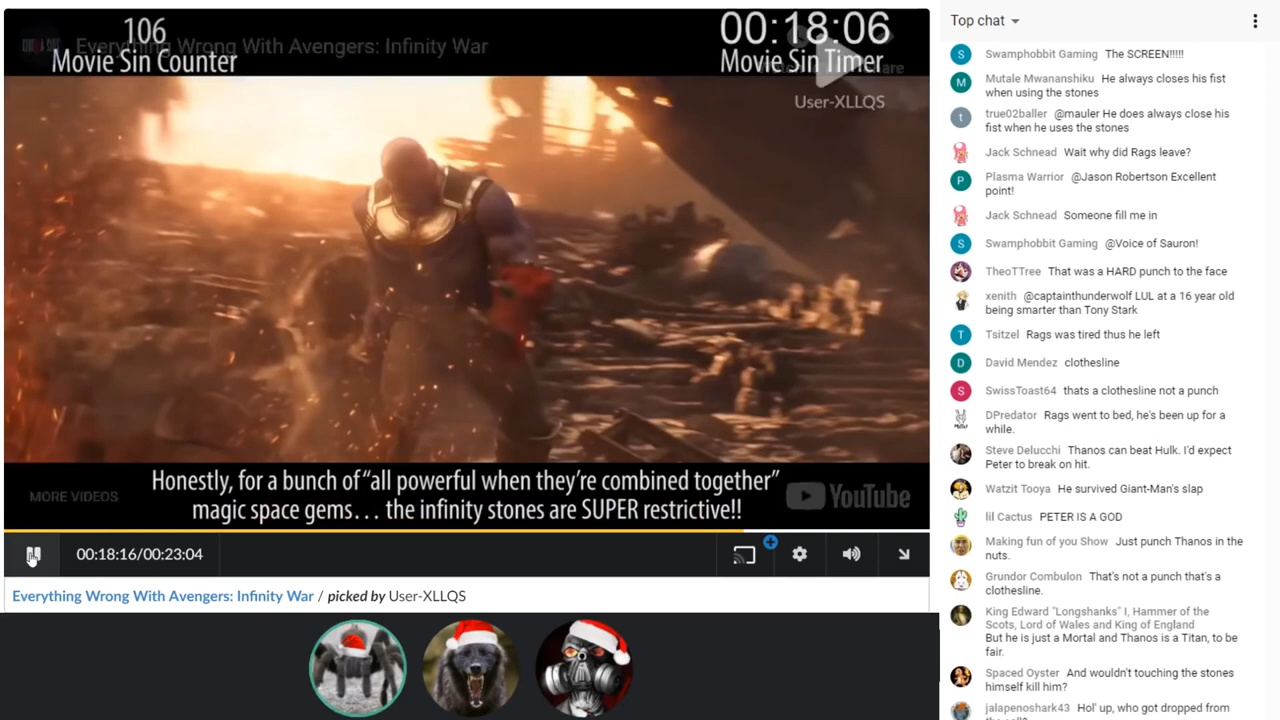 106
Movie Sin Counter
Everything Wrong With Avengers: Infinity War
00:18:06
Movie Sin Timer
User-XLLQS
Honestly, for a bunch of “all powerful when they're combined together”
magic space gems... the infinity stones are SUPER restrictive!!
MORE VIDEOS
YouTube
00:18:16/00:23:04
Everything Wrong With Avengers: Infinity War / picked by User-XLLQS
Top chat
Swamphobbit Gaming The SCREEN!!!!!
Mutale Mwananshiku He always closes his fist
when using the stones
true02baller @mauler He does always close his
fist when he uses the stones
Jack Schnead Wait why did Rags leave?
Plasma Warrior @Jason Robertson Excellent
point!
Jack Schnead Someone fill me in
Swamphobbit Gaming @Voice of Sauron!
TheoTTree That was a HARD punch to the face
xenith @captainthunderwolf LUL at a 16 year old
being smarter than Tony Stark
Tsitzel Rags was tired thus he left
David Mendez clothesline
SwissToast64 thats a clothesline not a punch
DPredator Rags went to bed, he's been up for a
while.
Steve Delucchi Thanos can beat Hulk. I'd expect
Peter to break on hit.
Watzit Tooya He survived Giant-Man's slap
lil Cactus PETER IS A GOD
Making fun of you Show Just punch Thanos in the
nuts.
Grundor Combulon That's not a punch that's a
clothesline.
King Edward "Longshanks" I, Hammer of the
Scots, Lord of Wales and King of England
But he is just a Mortal and Thanos is a Titan, to be
fair.
Spaced Oyster And wouldn't touching the stones
himself kill him?
jalapenoshark43 Hol' up, who got dropped from